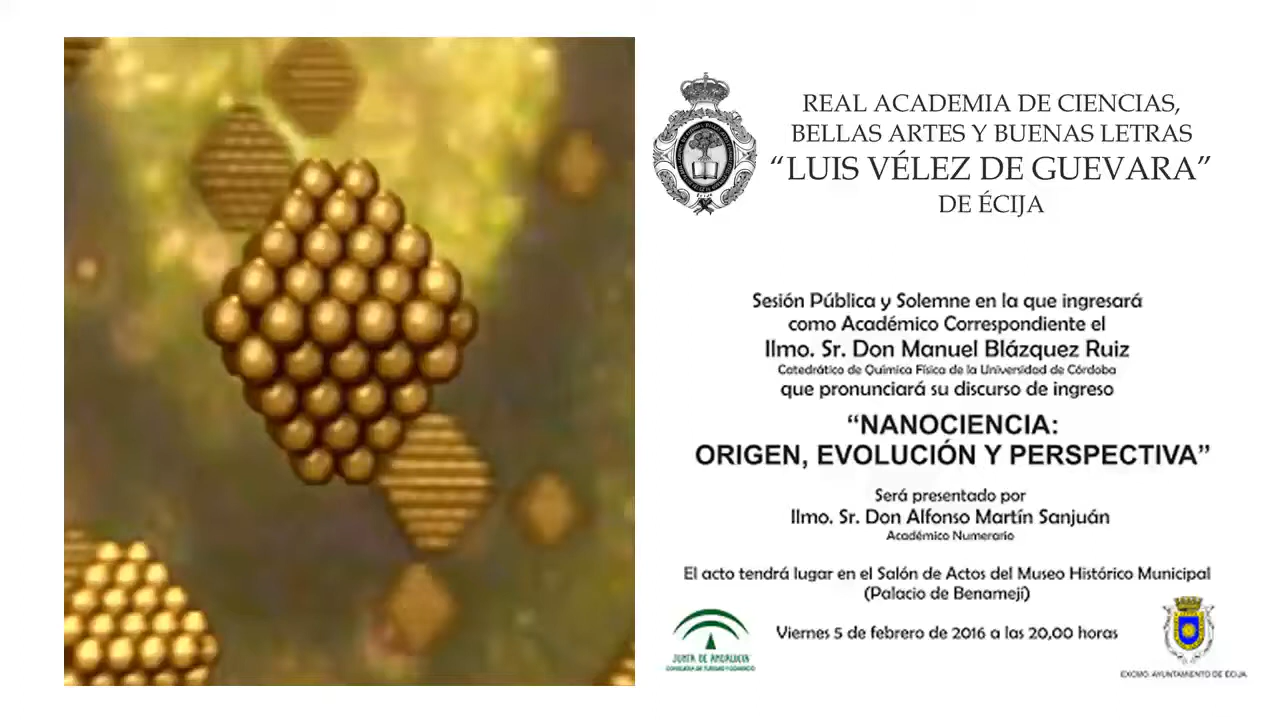 REAL ACADEMIA DE CIENCIAS,
BELLAS ARTES Y BUENAS LETRAS
“LUIS VÉLEZ DE GUEVARA”
DE ÉCIJA
Sesión Pública y Solemne en la que ingresará
como Académico Correspondiente el
Ilmo. Sr. Don Manuel Blázquez Ruiz
Catedrático de Química Física de la Universidad de Córdoba
que pronunciará su discurso de ingreso
“NANOCIENCIA:
ORIGEN, EVOLUCIÓN Y PERSPECTIVA”
Será presentado por
Ilmo. Sr. Don Alfonso Martín Sanjuán
Académico Numerario
El acto tendrá lugar en el Salón de Actos del Museo Histórico Municipal
(Palacio de Benamejí)
Viernes 5 de febrero de 2016 a las 20,00 horas
JUNTA DE ANDALUCIA
CONSEJERIA DE TURISMO Y COMERCIO
EXCMO. AYUNTAMIENTO DE ECIJA